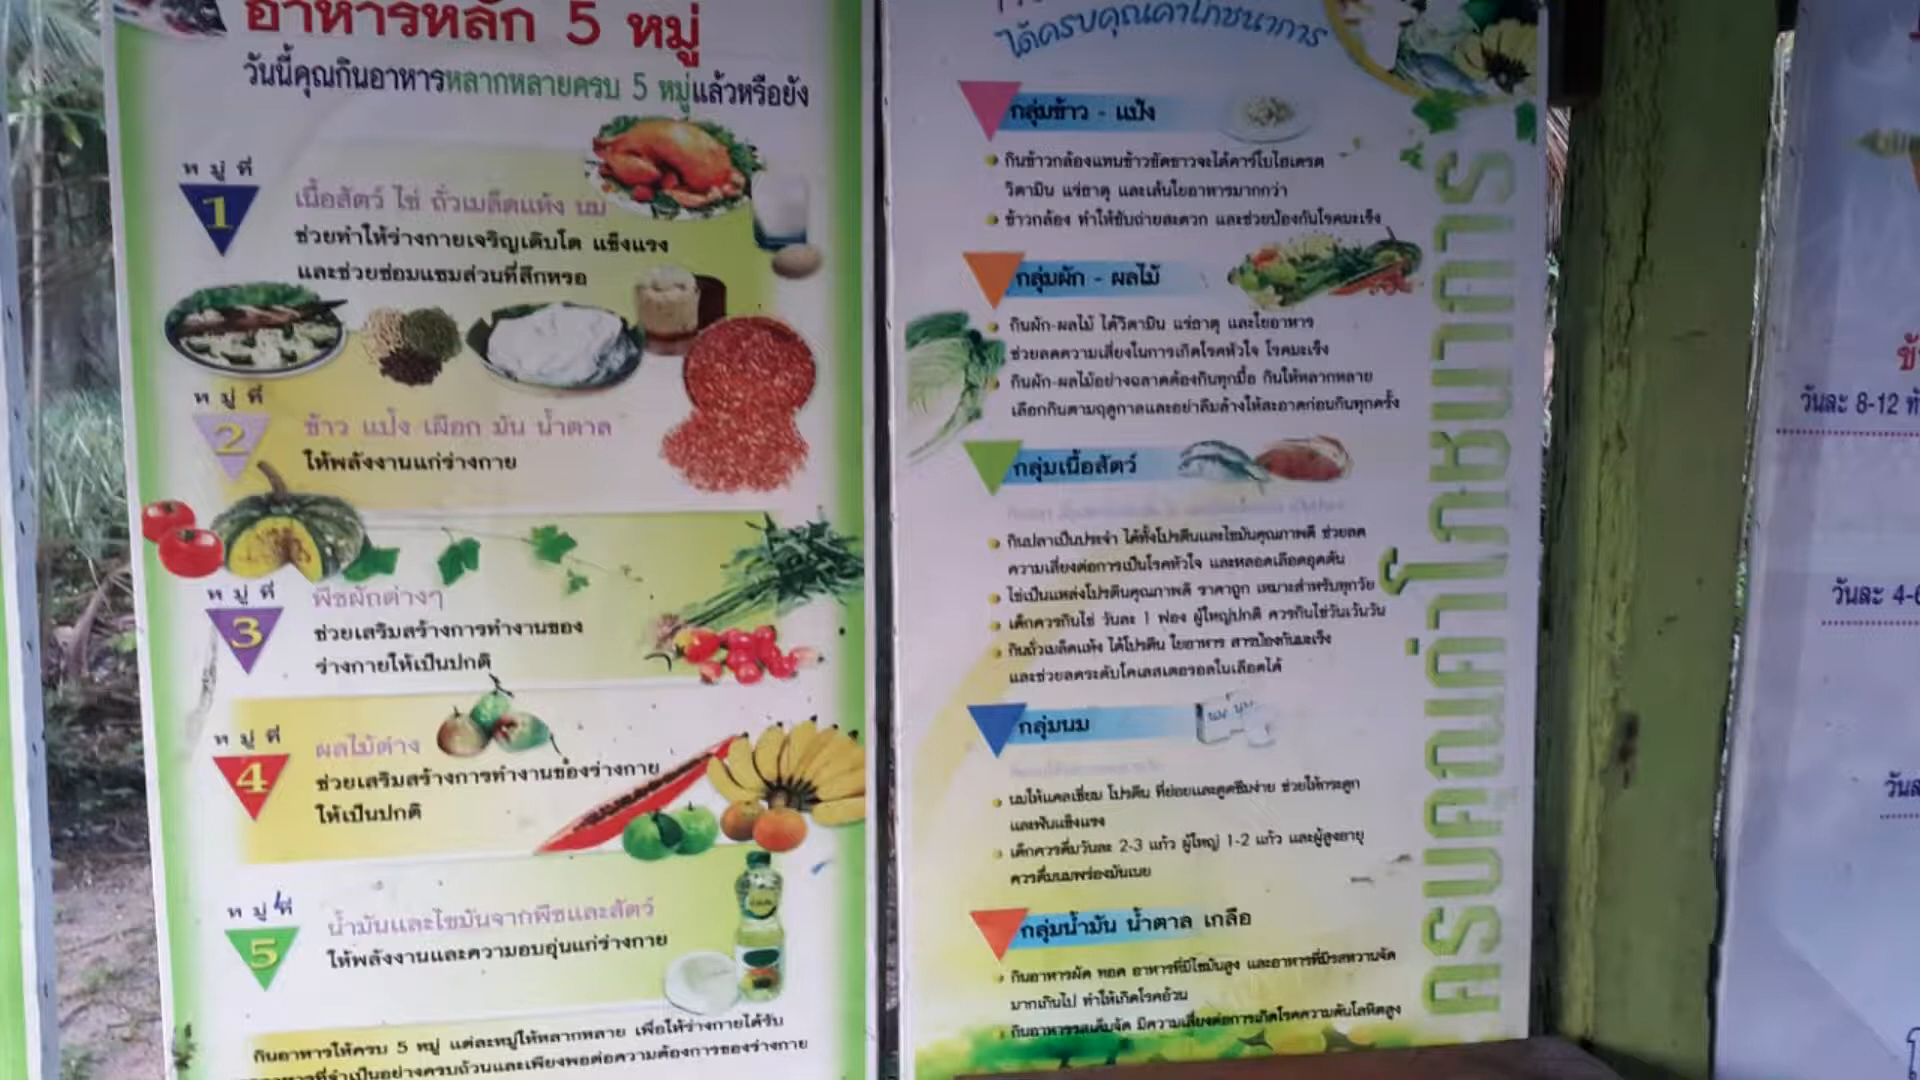 อาหารหลัก 5 หมู่
วันนี้คุณกินอาหารหลากหลายครบ 5 หมู่แล้วหรือยัง
หมู่ที่
1
เนื้อสัตว์ ไข่ ถั่วเมล็ดแห้ง นม
ช่วยทำให้ร่างกายเจริญเติบโต แข็งแรง
และช่วยซ่อมแซมส่วนที่สึกหรอ
หมู่ที่
2
ข้าว แป้ง เผือก มัน น้ำตาล
ให้พลังงานแก่ร่างกาย
หมู่ที่
3
พืชผักต่างๆ
ช่วยเสริมสร้างการทำงานของ
ร่างกายให้เป็นปกติ
หมู่ที่
4
ผลไม้ต่าง
ช่วยเสริมสร้างการทำงานของร่างกาย
ให้เป็นปกติ
หมู่ที่
5
น้ำมันและไขมันจากพืชและสัตว์
ให้พลังงานและความอบอุ่นแก่ร่างกาย
กินอาหารให้ครบ 5 หมู่ แต่ละหมู่ให้หลากหลาย เพื่อให้ร่างกายได้รับ
ที่จำเป็นอย่างครบถ้วนและเพียงพอต่อความต้องการของร่างกาย
ได้ครบคุณค่าโภชนาการ
กลุ่มข้าว - แป้ง
กินข้าวกล้องแทนข้าวขัดขาวจะได้คาร์โบไฮเดรต
วิตามิน แร่ธาตุ และเส้นใยอาหารมากกว่า
ข้าวกล้อง ทำให้ขับถ่ายสะดวก และช่วยป้องกันโรคมะเร็ง
กลุ่มผัก - ผลไม้
กินผัก-ผลไม้ ได้วิตามิน แร่ธาตุ และใยอาหาร
ช่วยลดความเสี่ยงในการเกิดโรคหัวใจ โรคมะเร็ง
กินผัก-ผลไม้อย่างฉลาดต้องกินทุกมื้อ กินให้หลากหลาย
เลือกกินตามฤดูกาลและอย่าลืมล้างให้สะอาดก่อนกินทุกครั้ง
กลุ่มเนื้อสัตว์
กินปลาเป็นประจำ ได้ทั้งโปรตีนและไขมันคุณภาพดี ช่วยลด
ความเสี่ยงต่อการเป็นโรคหัวใจ และหลอดเลือดอุดตัน
ไข่เป็นแหล่งโปรตีนคุณภาพดี ราคาถูก เหมาะสำหรับทุกวัย
เด็กควรกินไข่ วันละ 1 ฟอง ผู้ใหญ่ปกติ ควรกินไข่วันเว้นวัน
กินถั่วเมล็ดแห้ง ได้โปรตีน ใยอาหาร สารป้องกันมะเร็ง
และช่วยลดระดับโคเลสเตอรอลในเลือดได้
กลุ่มนม
นมให้แคลเซี่ยม โปรตีน ที่ย่อยและดูดซึมง่าย ช่วยให้กระดูก
และฟันแข็งแรง
เด็กควรดื่มวันละ 2-3 แก้ว ผู้ใหญ่ 1-2 แก้ว และผู้สูงอายุ
ควรดื่มนมพร่องมันเนย
กลุ่มน้ำมัน น้ำตาล เกลือ
กินอาหารผัด ทอด อาหารที่มีไขมันสูง และอาหารที่มีรสหวานจัด
มากเกินไป ทำให้เกิดโรคอ้วน
กินอาหารรสเค็มจัด มีความเสี่ยงต่อการเกิดโรคความดันโลหิตสูง
ครบคุณค่าโภชนาการ
วันละ 8-12
วันละ 4-6